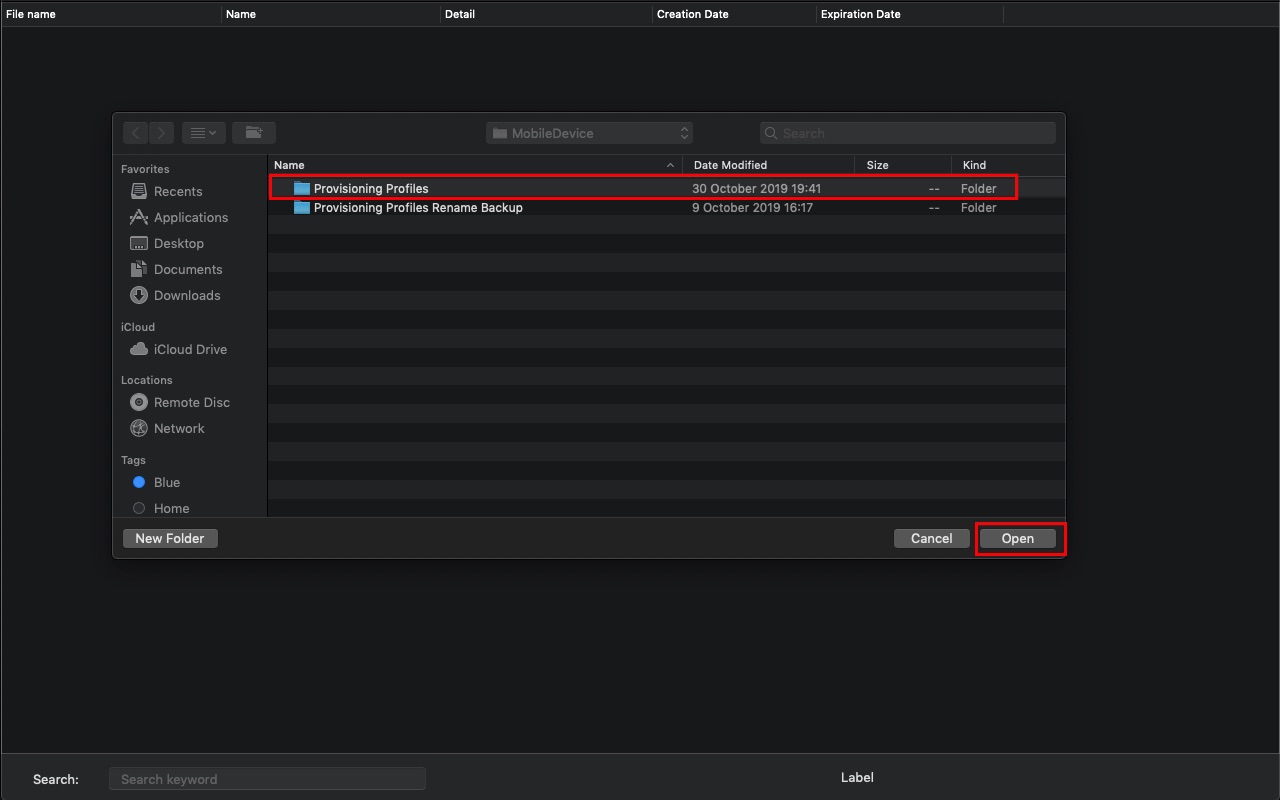 File name Name Detail Creation Date Expiration Date
MobileDevice Search
Favorites
Recents
Applications
Desktop
Documents
Downloads
iCloud
iCloud Drive
Locations
Remote Disc
Network
Tags
Blue
Home
Name Date Modified Size Kind
Provisioning Profiles 30 October 2019 19:41 -- Folder
Provisioning Profiles Rename Backup 9 October 2019 16:17 -- Folder
New Folder Cancel Open
Search: Search keyword Label